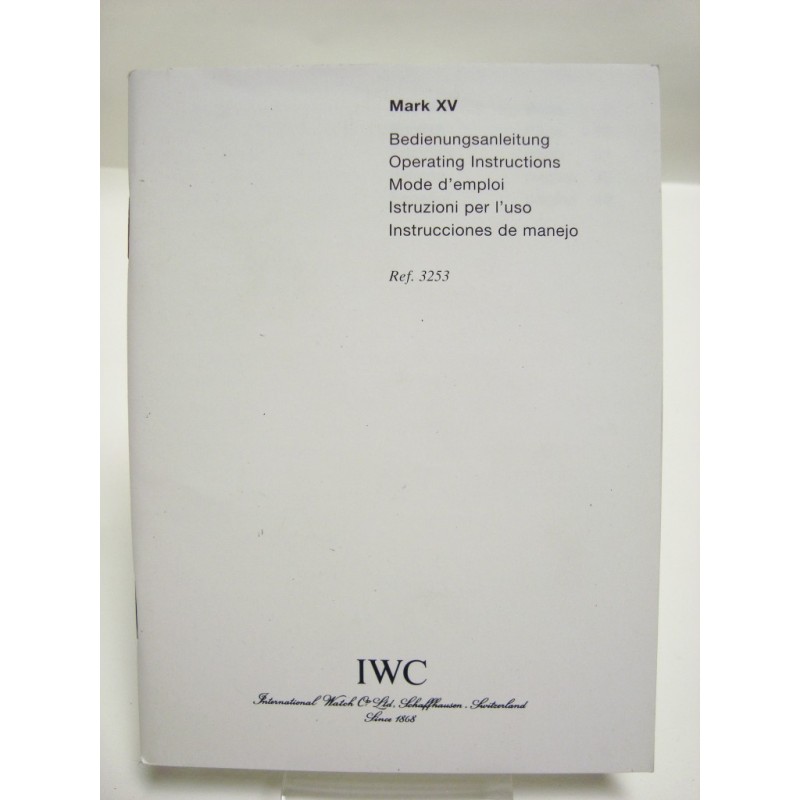 Mark XV
Bedienungsanleitung
Operating Instructions
Mode d'emploi
Istruzioni per l'uso
Instrucciones de manejo
Ref. 3253
IWC
International Watch Co Ltd. Schaffhausen. Switzerland
Since 1868